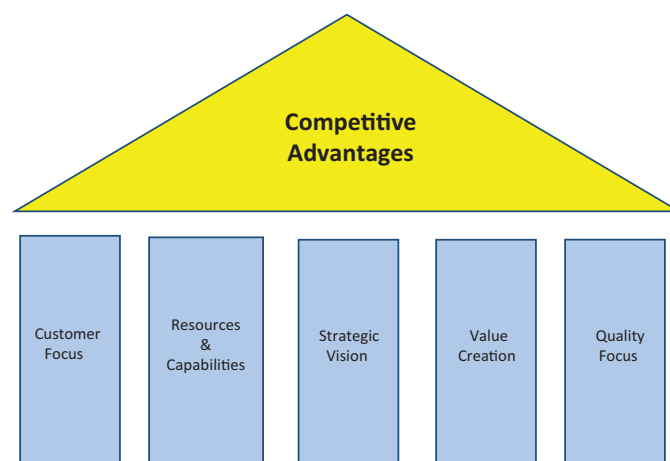 Competitive
Advantages
Customer
Focus
Resources
&
Capabilities
Strategic
Vision
Value
Creation
Quality
Focus